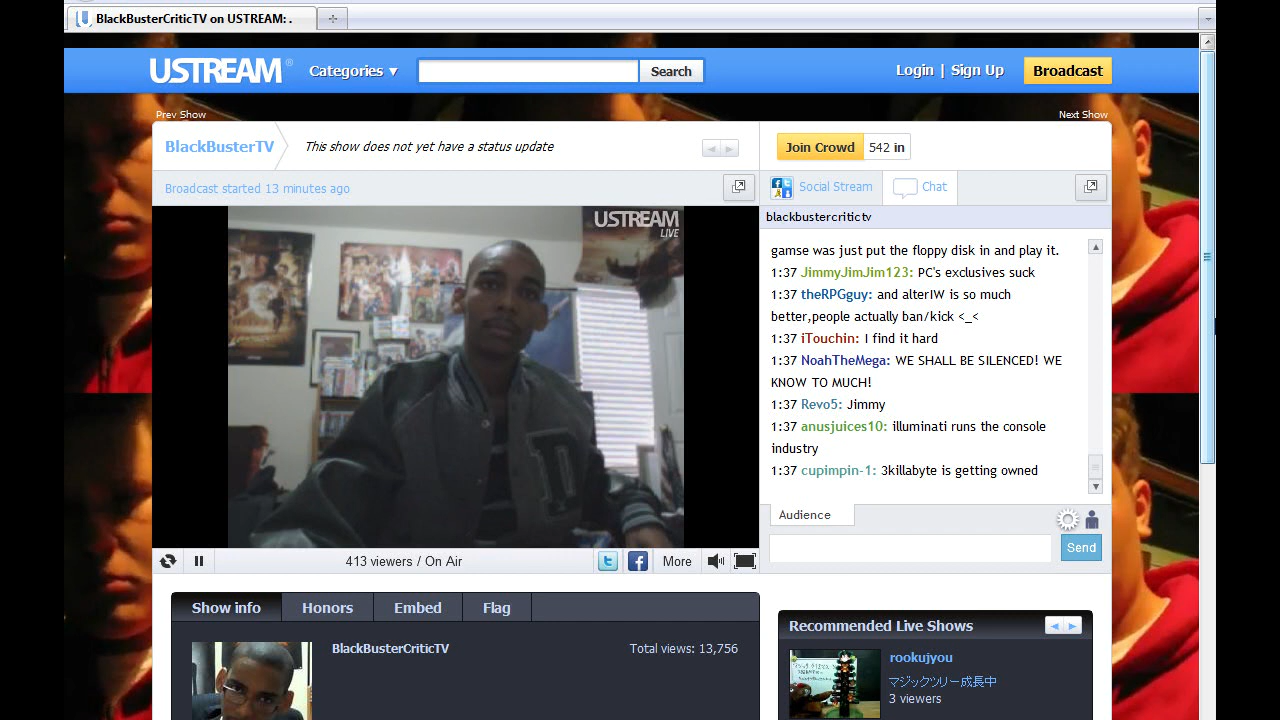 BlackBusterCriticTV on USTREAM: .
USTREAM
Categories ▼
Search
Login | Sign Up
Broadcast
Prev Show
Next Show
BlackBusterTV
This show does not yet have a status update
Join Crowd
542 in
Broadcast started 13 minutes ago
Social Stream
Chat
blackbustercritictv
USTREAM
LIVE
D
gamse was just put the floppy disk in and play it.
1:37 JimmyJimJim123: PC's exclusives suck
1:37 theRPGguy: and alterIW is so much
better,people actually ban/kick <_<
1:37 iTouchin: I find it hard
1:37 NoahTheMega: WE SHALL BE SILENCED! WE
KNOW TO MUCH!
1:37 Revo5: Jimmy
1:37 anusjuices10: illuminati runs the console
industry
1:37 cupimpin-1: 3killabyte is getting owned
Audience
Send
413 viewers / On Air
More
Show info
Honors
Embed
Flag
BlackBusterCriticTV
Total views: 13,756
Recommended Live Shows
rookujyou
マジックツリー成長中
3 viewers